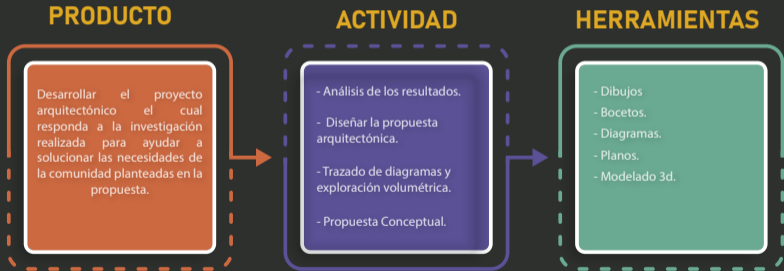 PRODUCTO
Desarrollar el proyecto
arquitectónico el cual
responda a la investigación
realizada para ayudar a
solucionar las necesidades de
la comunidad planteadas en la
propuesta.
ACTIVIDAD
- Análisis de los resultados.
- Diseñar la propuesta
arquitectónica.
- Trazado de diagramas y
exploración volumétrica.
- Propuesta Conceptual.
HERRAMIENTAS
- Dibujos
- Bocetos.
- Diagramas.
- Planos.
- Modelado 3d.